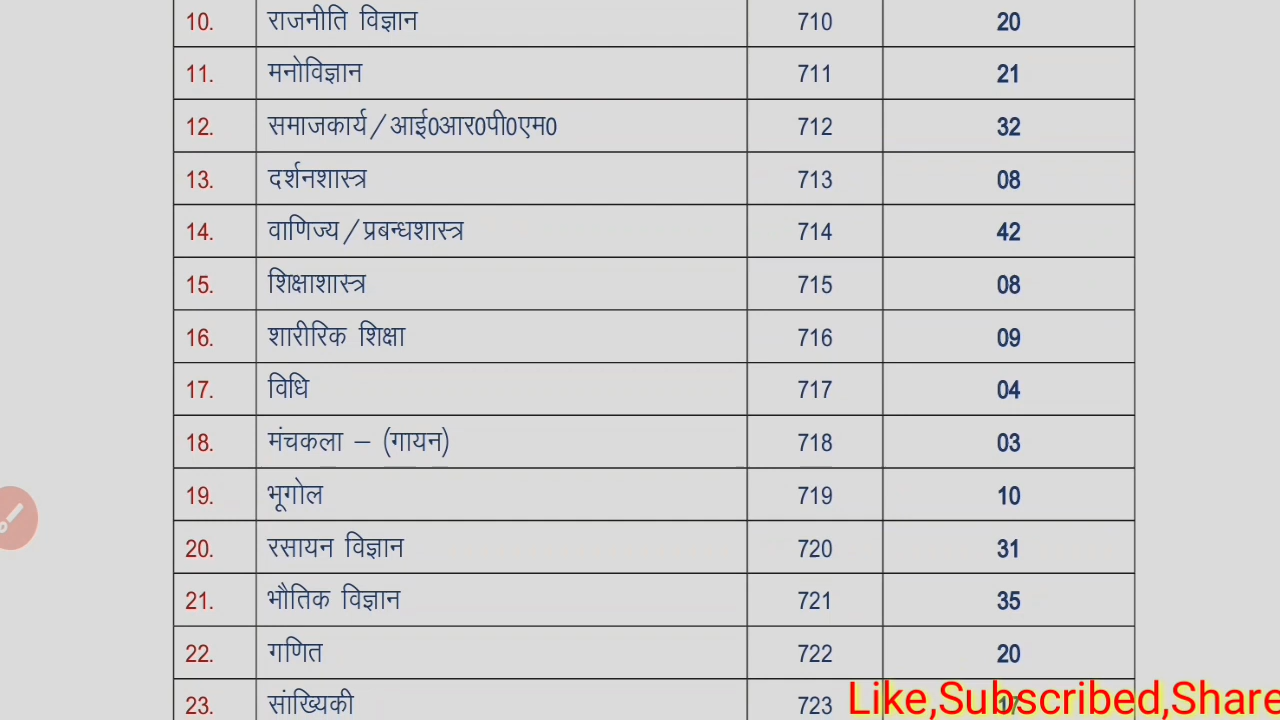 10. राजनीति विज्ञान 710 20
11. मनोविज्ञान 711 21
12. समाजकार्य/आई0आर0पी0एम0 712 32
13. दर्शनशास्त्र 713 08
14. वाणिज्य/प्रबन्धशास्त्र 714 42
15. शिक्षाशास्त्र 715 08
16. शारीरिक शिक्षा 716 09
17. विधि 717 04
18. मंचकला – (गायन) 718 03
19. भूगोल 719 10
20. रसायन विज्ञान 720 31
21. भौतिक विज्ञान 721 35
22. गणित 722 20
23. सांख्यिकी 723 17
Like,Subscribed,Share